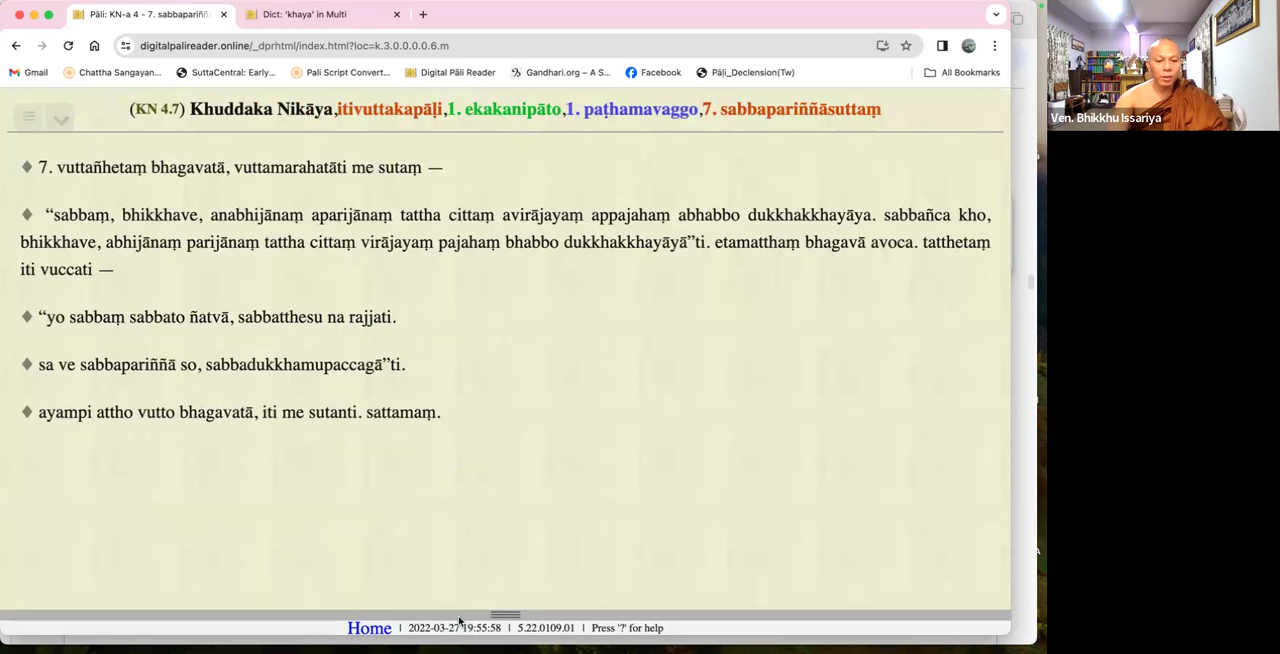 Pāli: KN-a 4 - 7. sabbapariññ
Dict: 'khaya' in Multi
digitalpalireader.online/_dprhtml/index.html?loc=k.3.0.0.0.0.6.m
Gmail
Chattha Sangayan...
SuttaCentral: Early...
Pali Script Convert...
Digital Pāli Reader
Gandhari.org – A S...
Facebook
Pāḷi_Declension(Tw)
All Bookmarks
Ven. Bhikkhu Issariya
(KN 4.7) Khuddaka Nikāya,itivuttakapāḷi,1. ekakanipāto,1. paṭhamavaggo,7. sabbapariññāsuttaṃ
♦ 7. vuttañhetaṃ bhagavatā, vuttamarahatāti me sutaṃ —
♦ “sabbaṃ, bhikkhave, anabhijānaṃ aparijānaṃ tattha cittaṃ avirājayaṃ appajahaṃ abhabbo dukkhakkhayāya. sabbañca kho,
bhikkhave, abhijānaṃ parijānaṃ tattha cittaṃ virājayaṃ pajahaṃ bhabbo dukkhakkhayāyā”ti. etamatthaṃ bhagavā avoca. tatthetaṃ
iti vuccati —
♦ “yo sabbaṃ sabbato ñatvā, sabbatthesu na rajjati.
♦ sa ve sabbapariññā so, sabbadukkhamupaccagā”ti.
♦ ayampi attho vutto bhagavatā, iti me sutanti. sattamaṃ.
Home | 2022-03-27 19:55:58 | 5.22.0109.01 | Press '?' for help